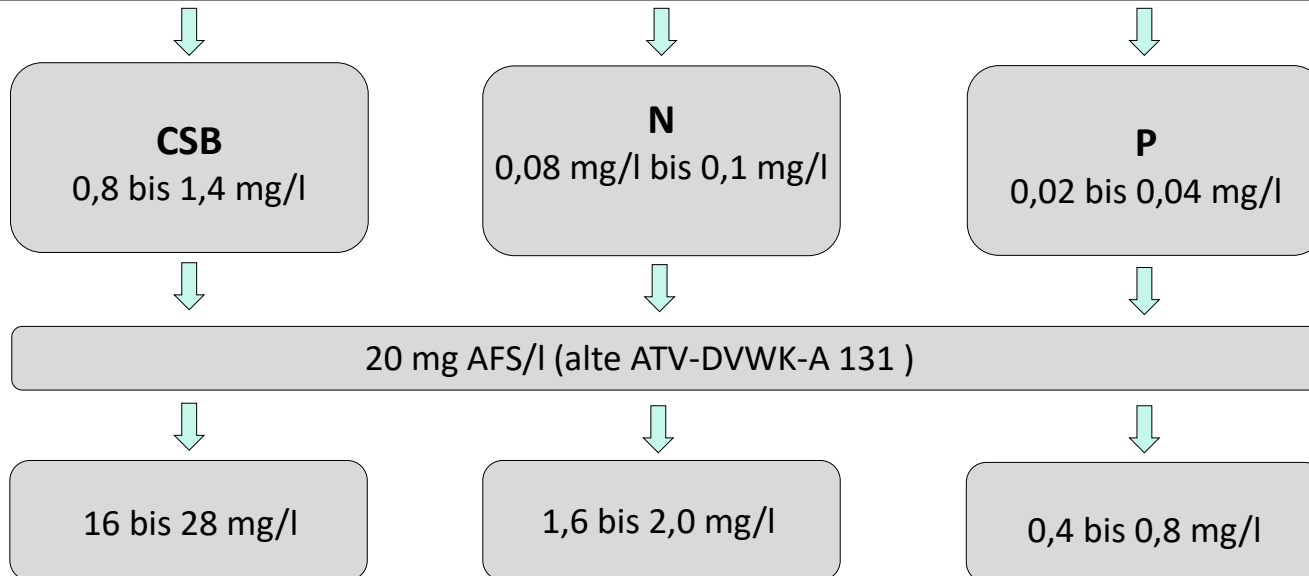 CSB
0,8 bis 1,4 mg/l
N
0,08 mg/l bis 0,1 mg/l
P
0,02 bis 0,04 mg/l
20 mg AFS/l (alte ATV-DVWK-A 131 )
16 bis 28 mg/l
1,6 bis 2,0 mg/l
0,4 bis 0,8 mg/l